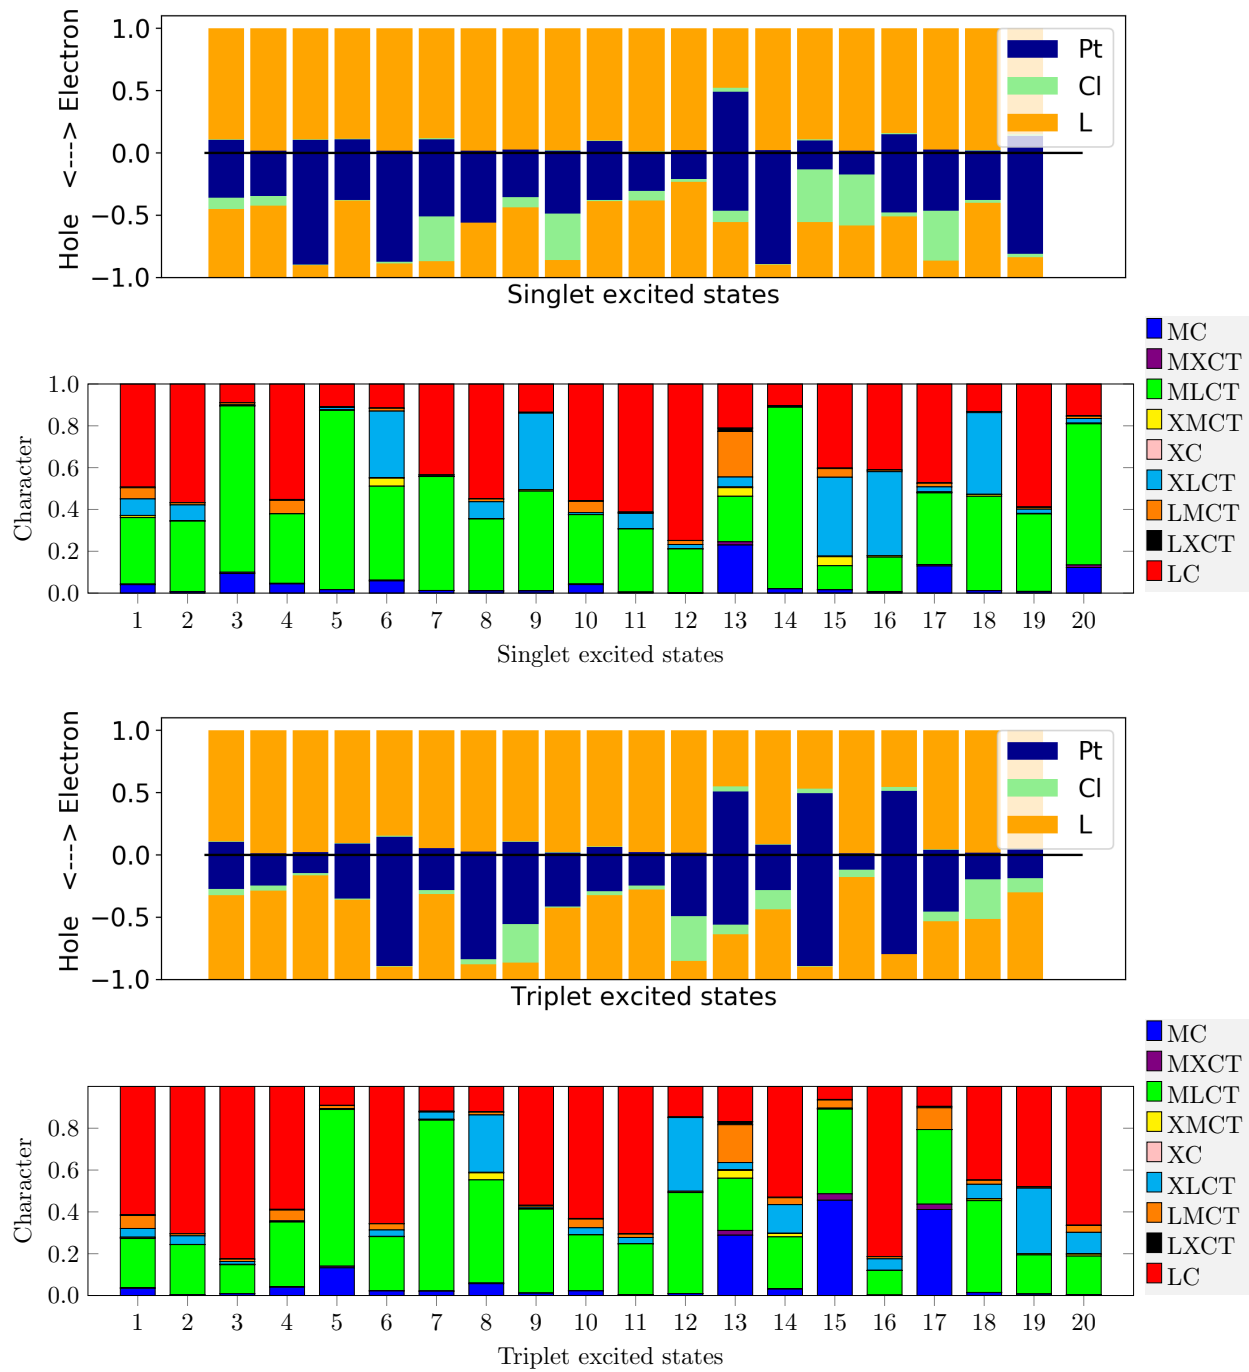 1.0
0.5
0.0
−0.5
−1.0
Hole <---> Electron
Pt
Cl
L
Singlet excited states
MC
MXCT
MLCT
XMCT
XC
XLCT
LMCT
LXCT
LC
1.0
0.8
0.6
0.4
0.2
0.0
Character
1 2 3 4 5 6 7 8 9 10 11 12 13 14 15 16 17 18 19 20
Singlet excited states
1.0
0.5
0.0
−0.5
−1.0
Hole <---> Electron
Pt
Cl
L
Triplet excited states
MC
MXCT
MLCT
XMCT
XC
XLCT
LMCT
LXCT
LC
0.8
0.6
0.4
0.2
0.0
Character
1 2 3 4 5 6 7 8 9 10 11 12 13 14 15 16 17 18 19 20
Triplet excited states